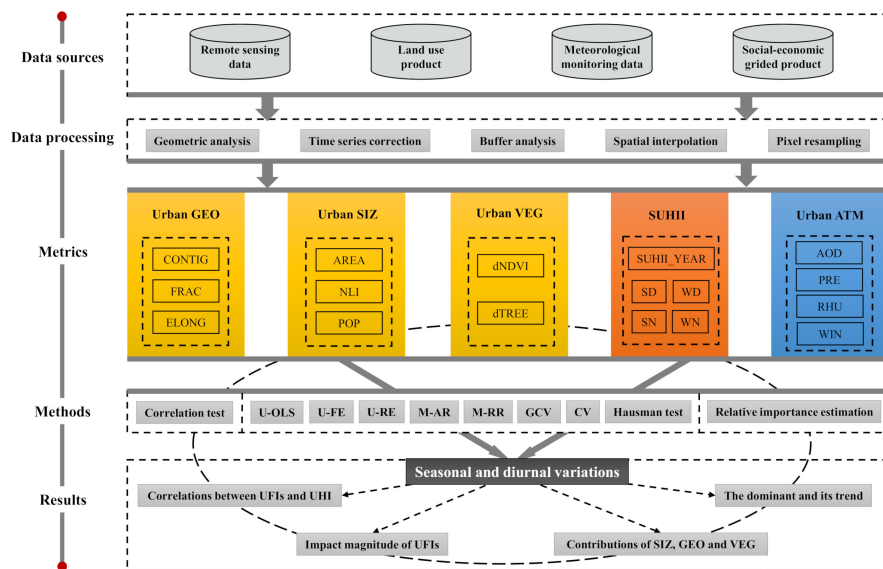 Data sources
Remote sensing
data
Land use
product
Meteorological
monitoring data
Social-economic
grided product
Data processing
Geometric analysis
Time series correction
Buffer analysis
Spatial interpolation
Pixel resampling
Metrics
Urban GEO
CONTIG
FRAC
ELONG
Urban SIZ
AREA
NLI
POP
Urban VEG
dNDVI
dTREE
SUHII
SUHII_YEAR
SD
WD
SN
WN
Urban ATM
AOD
PRE
RHU
WIN
Methods
Correlation test
U-OLS
U-FE
U-RE
M-AR
M-RR
GCV
CV
Hausman test
Relative importance estimation
Results
Seasonal and diurnal variations
Correlations between UFIs and UHI
The dominant and its trend
Impact magnitude of UFIs
Contributions of SIZ, GEO and VEG